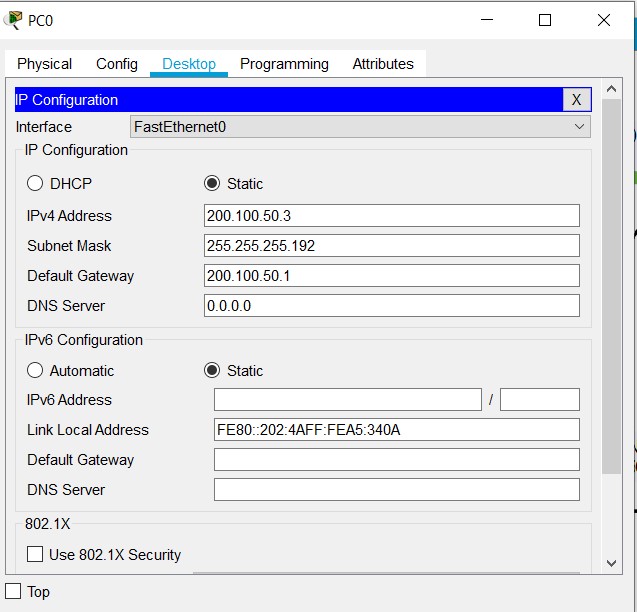 PC0
Physical Config Desktop Programming Attributes
IP Configuration X
Interface FastEthernet0
IP Configuration
DHCP Static
IPv4 Address 200.100.50.3
Subnet Mask 255.255.255.192
Default Gateway 200.100.50.1
DNS Server 0.0.0.0
IPv6 Configuration
Automatic Static
IPv6 Address /
Link Local Address FE80::202:4AFF:FEA5:340A
Default Gateway
DNS Server
802.1X
Use 802.1X Security
Top